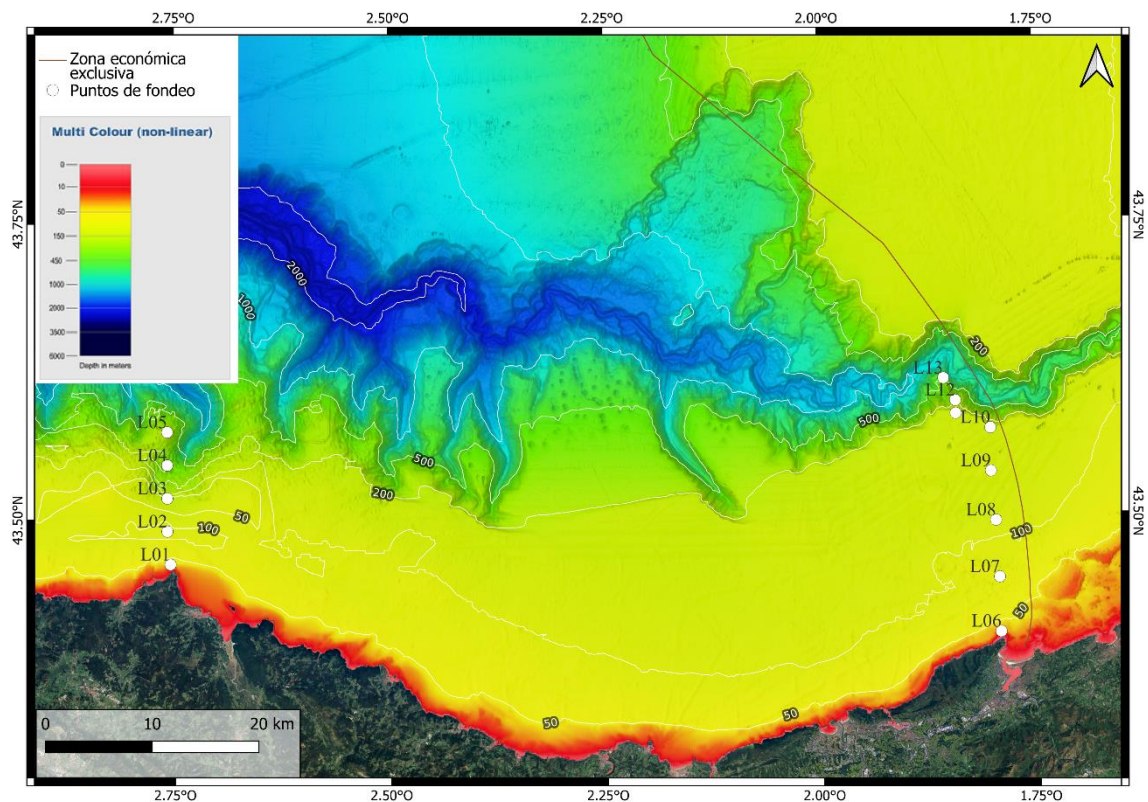 2.75°O 2.50°O 2.25°O 2.00°O 1.75°O
Zona económica
exclusiva
Puntos de fondeo
Multi Colour (non-linear)
0
10
50
150
450
1000
2000
3500
6000
Depth in meters
43.75°N
43.75°N
2000
1000
200
L13
L12
L10
500
L05
L04
500
L09
L03
200
50
L02
100
L08
100
43.50°N
43.50°N
L01
L07
50
L06
50
50
0 10 20 km
2.75°O 2.50°O 2.25°O 2.00°O 1.75°O